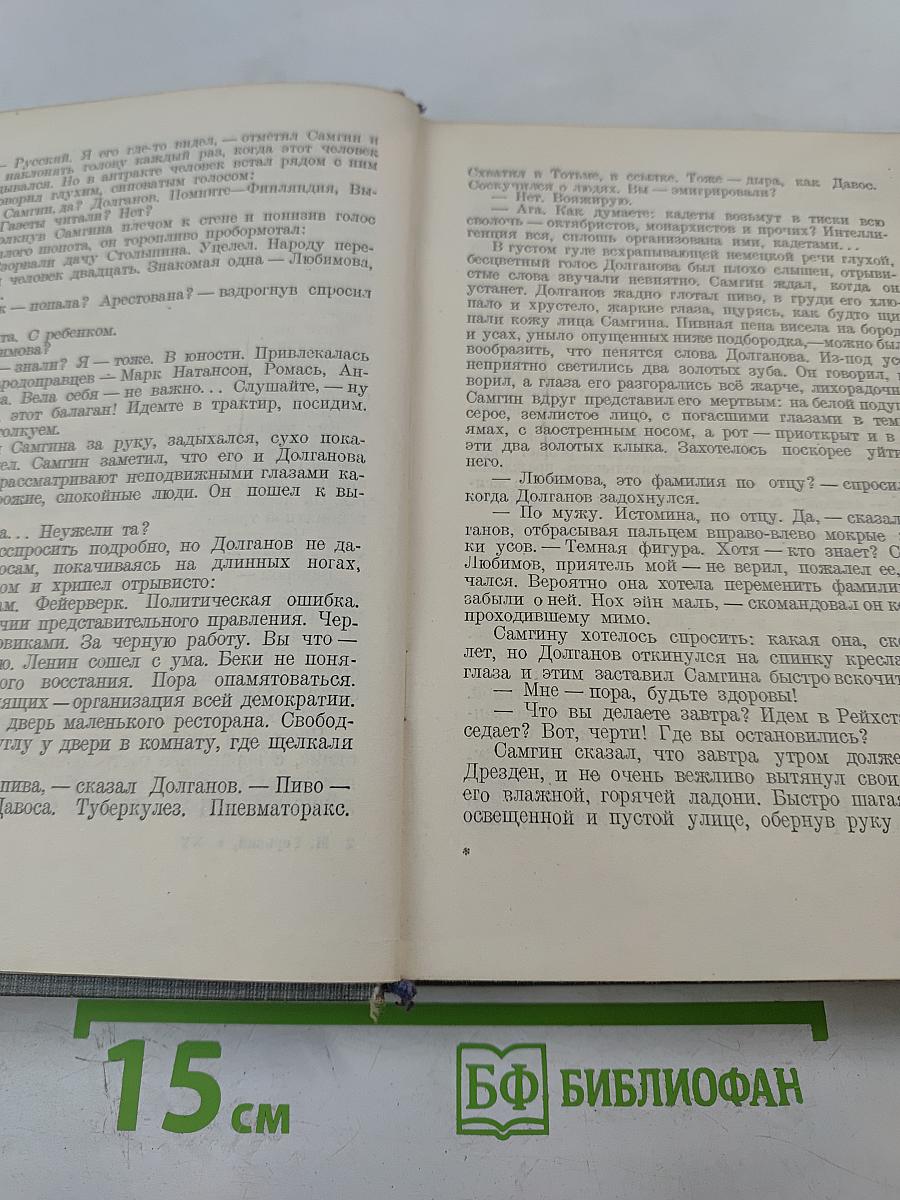 — Русский. Я его где-то видел, — отметил Самгин и
наклонять голову каждый раз, когда этот человек
дывался. Но в антракте человек встал рядом с ним
оворил глухим, сиповатым голосом:
Самгин, да? Долганов. Помните — Финляндия, Вы-
Газеты читали? Нет?
олкнув Самгина плечом к стене и понизив голос
лого шопота, он торопливо пробормотал:
зорвали дачу Столыпина. Уцелел. Народу пере-
человек двадцать. Знакомая одна — Любимова,
к — попала? Арестована? — вздрогнув спросил
та. С ребенком.
имова?
— знали? Я — тоже. В юности. Привлекалась
родоправцев — Марк Натансон, Ромась, Ан-
а. Вела себя — не важно... Слушайте, — ну
этот балаган! Идемте в трактир, посидим.
олкуем.
Самгина за руку, задыхался, сухо пока-
ел. Самгин заметил, что его и Долганова
рассматривают неподвижными глазами ка-
рожие, спокойные люди. Он пошел к вы-
а... Неужели та?
сспросить подробно, но Долганов не да-
росам, покачиваясь на длинных ногах,
ом и хрипел отрывисто:
ам. Фейерверк. Политическая ошибка.
чии представительного правления. Чер-
овиками. За черную работу. Вы что —
ю. Ленин сошел с ума. Беки не поня-
ого восстания. Пора опамятоваться.
ящих — организация всей демократии.
дверь маленького ресторана. Свобод-
углу у двери в комнату, где щелкали
пива, — сказал Долганов. — Пиво —
Давоса. Туберкулез. Пневматоракс.
Схватил в Тотьме, в ссылке. Тоже — дыра, как Давос.
Соскучился о людях. Вы — эмигрировали?
— Нет. Вояжирую.
— Ага. Как думаете: кадеты возьмут в тиски всю
сволочь — октябристов, монархистов и прочих? Интелли-
генция вся, сплошь организована ими, кадетами...
В густом гуле всхрапывающей немецкой речи глухой,
бесцветный голос Долганова был плохо слышен, отрыви-
стые слова звучали невнятно. Самгин ждал, когда он
устанет. Долганов жадно глотал пиво, в груди его хлю-
пало и хрустело, жаркие глаза, щурясь, как будто щи-
пали кожу лица Самгина. Пивная пена висела на бород
и усах, уныло опущенных ниже подбородка, — можно был
вообразить, что пенятся слова Долганова. Из-под ус
неприятно светились два золотых зуба. Он говорил,
ворил, а глаза его разгорались всё жарче, лихорадочн
Самгин вдруг представил его мертвым: на белой подуш
серое, землистое лицо, с погасшими глазами в тем
ямах, с заостренным носом, а рот — приоткрыт и в
эти два золотых клыка. Захотелось поскорее уйти
него.
— Любимова, это фамилия по отцу? — спросил
когда Долганов задохнулся.
— По мужу. Истомина, по отцу. Да, — сказал
ганов, отбрасывая пальцем вправо-влево мокрые
ки усов. — Темная фигура. Хотя — кто знает? С
Любимов, приятель мой — не верил, пожалел ее,
чался. Вероятно она хотела переменить фамилию
забыли о ней. Нох эйн маль, — скомандовал он ке
проходившему мимо.
Самгину хотелось спросить: какая она, ско
лет, но Долганов откинулся на спинку кресла
глаза и этим заставил Самгина быстро вскочит
— Мне — пора, будьте здоровы!
— Что вы делаете завтра? Идем в Рейхст
седает? Вот, черти! Где вы остановились?
Самгин сказал, что завтра утром долже
Дрезден, и не очень вежливо вытянул свою
его влажной, горячей ладони. Быстро шагая
освещенной и пустой улице, обернув руку
*
15 см
БФ БИБЛИОФАН